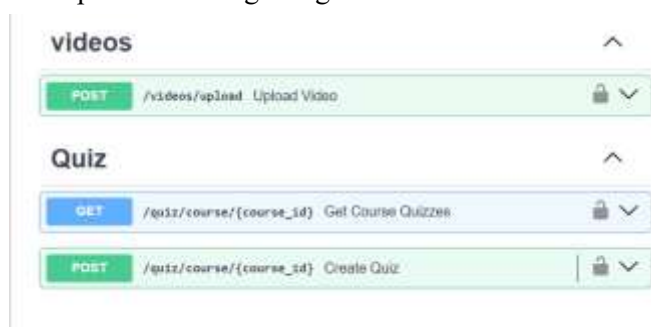 videos
POST /videos/upload Upload Video
Quiz
GET /quiz/course/{course_id} Get Course Quizzes
POST /quiz/course/{course_id} Create Quiz